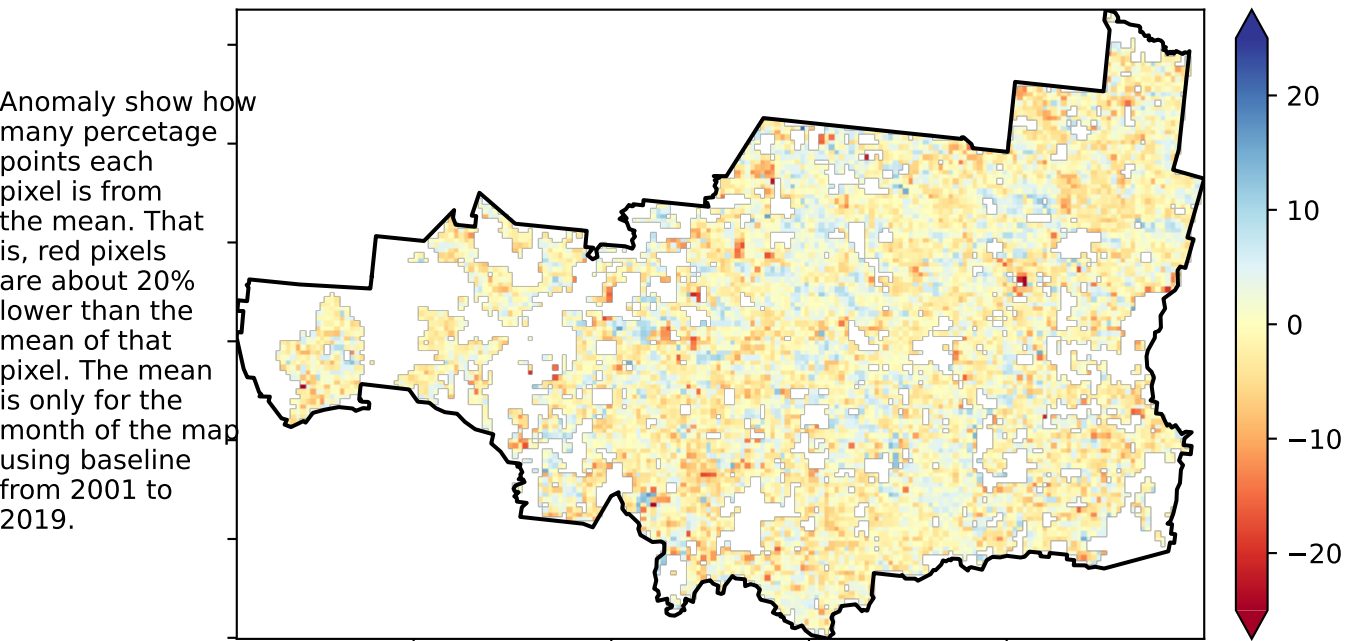 Anomaly show how
many percetage
points each
pixel is from
the mean. That
is, red pixels
are about 20%
lower than the
mean of that
pixel. The mean
is only for the
month of the map
using baseline
from 2001 to
2019.
20
10
0
−10
−20